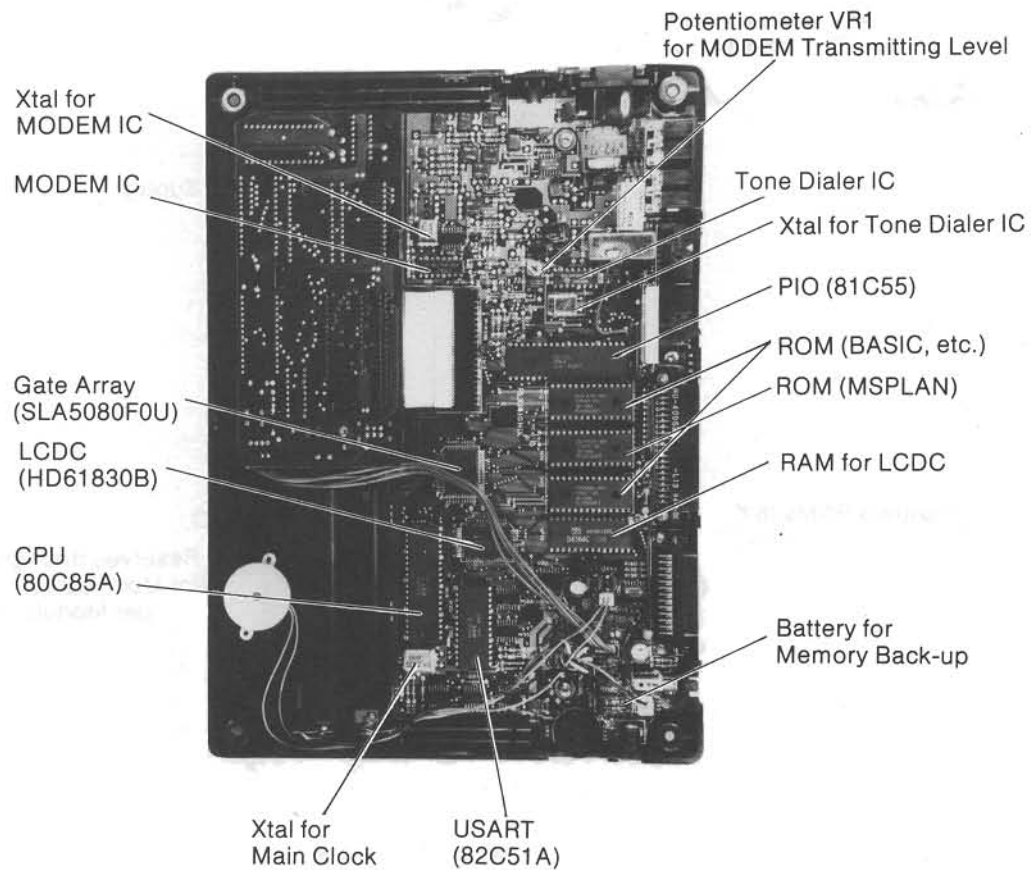 Potentiometer VR1
for MODEM Transmitting Level
Xtal for
MODEM IC
MODEM IC
Tone Dialer IC
Xtal for Tone Dialer IC
PIO (81C55)
ROM (BASIC, etc.)
ROM (MSPLAN)
Gate Array
(SLA5080F0U)
LCDC
(HD61830B)
RAM for LCDC
CPU
(80C85A)
Battery for
Memory Back-up
Xtal for
Main Clock
USART
(82C51A)